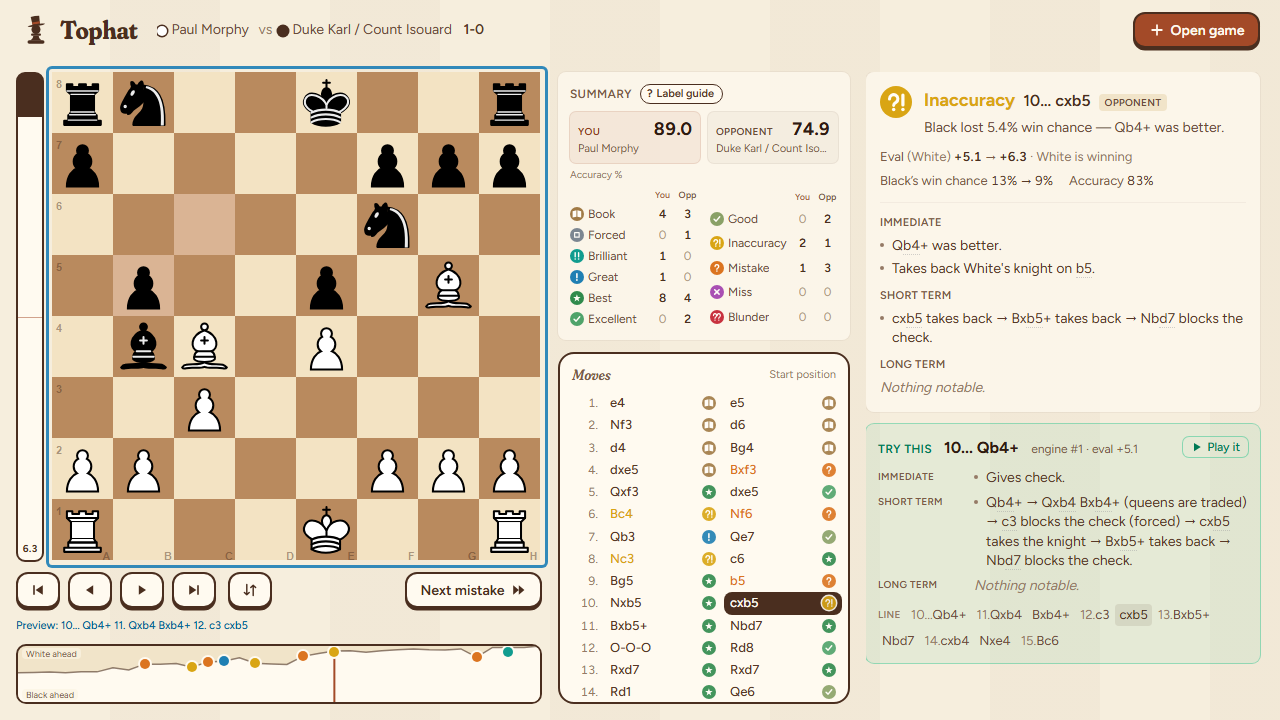 Tophat
Paul Morphy vs Duke Karl / Count Isouard 1-0
+ Open game
8
7
6
5
4
3
2
1
A B C D E F G H
6.3
Next mistake
Preview: 10... Qb4+ 11. Qxb4 Bxb4+ 12. c3 cxb5
White ahead
Black ahead
SUMMARY
? Label guide
YOU 89.0
Paul Morphy
OPPONENT 74.9
Duke Karl / Count Iso...
Accuracy %
You Opp
Book 4 3
Forced 0 1
Brilliant 1 0
Great 1 0
Best 8 4
Excellent 0 2
You Opp
Good 0 2
Inaccuracy 2 1
Mistake 1 3
Miss 0 0
Blunder 0 0
Moves Start position
1. e4 e5
2. Nf3 d6
3. d4 Bg4
4. dxe5 Bxf3
5. Qxf3 dxe5
6. Bc4 Nf6
7. Qb3 Qe7
8. Nc3 c6
9. Bg5 b5
10. Nxb5 cxb5
11. Bxb5+ Nbd7
12. O-O-O Rd8
13. Rxd7 Rxd7
14. Rd1 Qe6
?! Inaccuracy 10... cxb5 OPPONENT
Black lost 5.4% win chance — Qb4+ was better.
Eval (White) +5.1 → +6.3 · White is winning
Black's win chance 13% → 9% Accuracy 83%
IMMEDIATE
• Qb4+ was better.
• Takes back White's knight on b5.
SHORT TERM
• cxb5 takes back → Bxb5+ takes back → Nbd7 blocks the
check.
LONG TERM
Nothing notable.
TRY THIS 10... Qb4+ engine #1 · eval +5.1
Play it
IMMEDIATE • Gives check.
SHORT TERM • Qb4+ → Qxb4 Bxb4+ (queens are traded)
→ c3 blocks the check (forced) → cxb5
takes the knight → Bxb5+ takes back →
Nbd7 blocks the check.
LONG TERM Nothing notable.
LINE 10...Qb4+ 11.Qxb4 Bxb4+ 12.c3 cxb5 13.Bxb5+
Nbd7 14.cxb4 Nxe4 15.Bc6